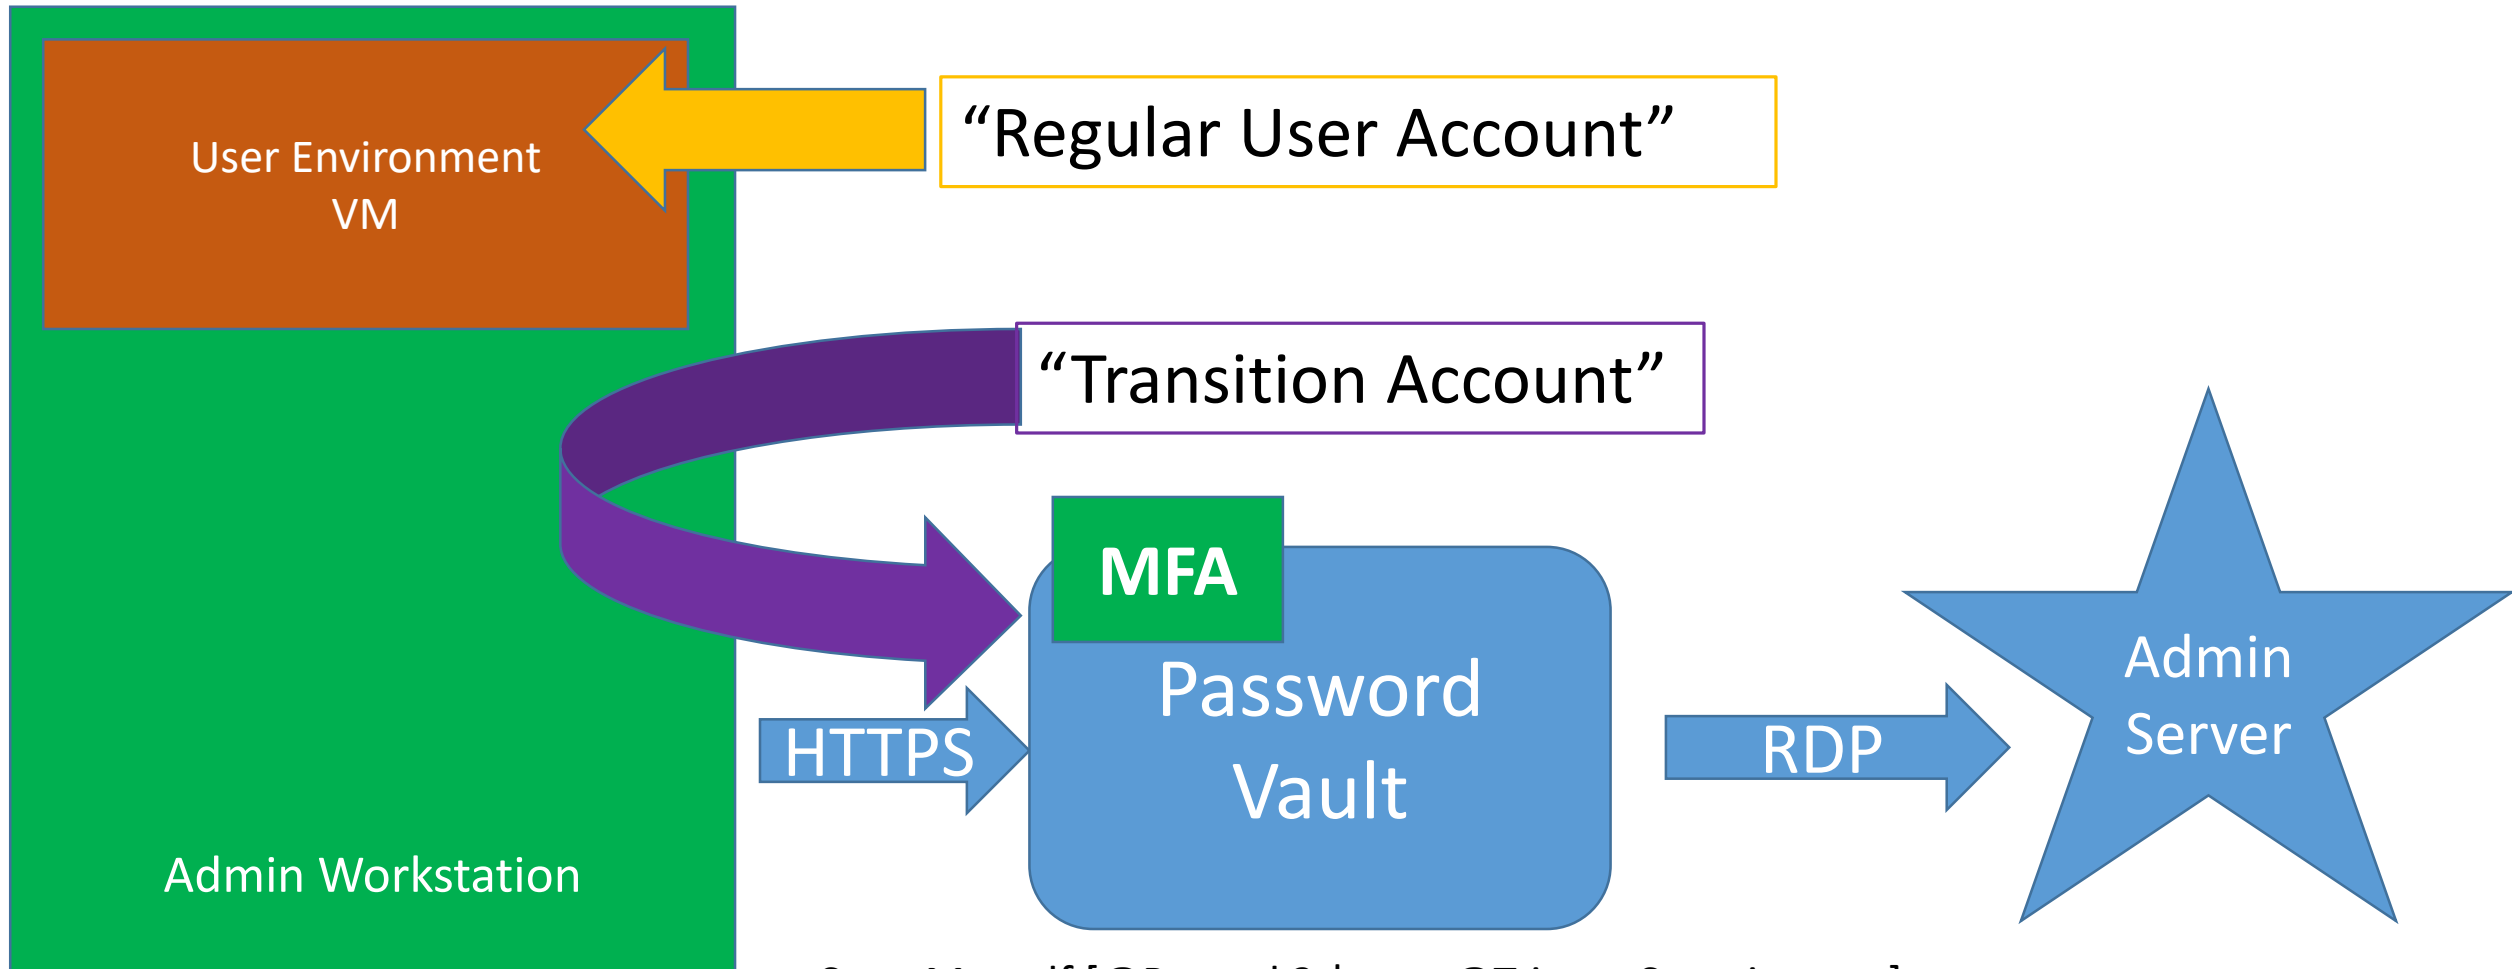 “Regular User Account”
User Environment
VM
“Transition Account”
MFA
Password
Vault
HTTPS
RDP
Admin
Server
Admin Workstation